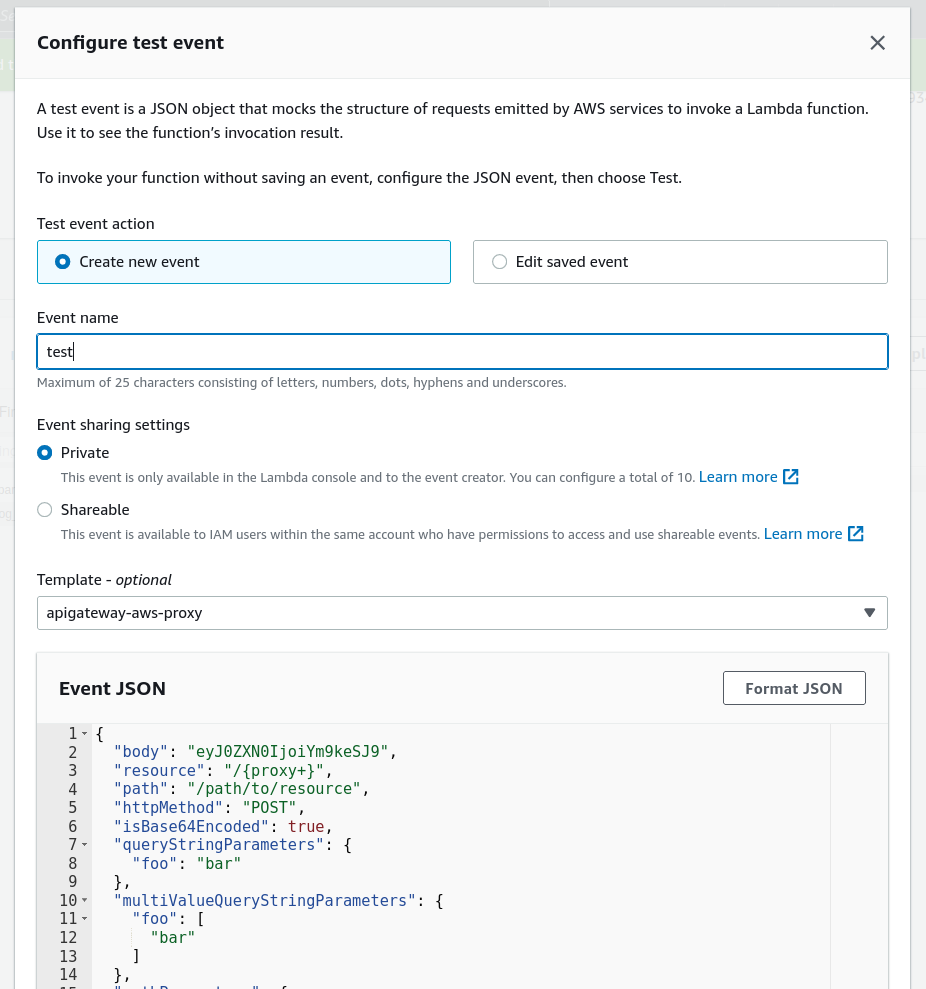 Configure test event
A test event is a JSON object that mocks the structure of requests emitted by AWS services to invoke a Lambda function.
Use it to see the function’s invocation result.
To invoke your function without saving an event, configure the JSON event, then choose Test.
Test event action
Create new event
Edit saved event
Event name
test
Maximum of 25 characters consisting of letters, numbers, dots, hyphens and underscores.
Event sharing settings
Private
This event is only available in the Lambda console and to the event creator. You can configure a total of 10. Learn more
Shareable
This event is available to IAM users within the same account who have permissions to access and use shareable events. Learn more
Template - optional
apigateway-aws-proxy
Event JSON
Format JSON
1 {
2 "body": "eyJ0ZXN0IjoiYm9keSJ9",
3 "resource": "/{proxy+}",
4 "path": "/path/to/resource",
5 "httpMethod": "POST",
6 "isBase64Encoded": true,
7 "queryStringParameters": {
8 "foo": "bar"
9 },
10 "multiValueQueryStringParameters": {
11 "foo": [
12 "bar"
13 ]
14 },